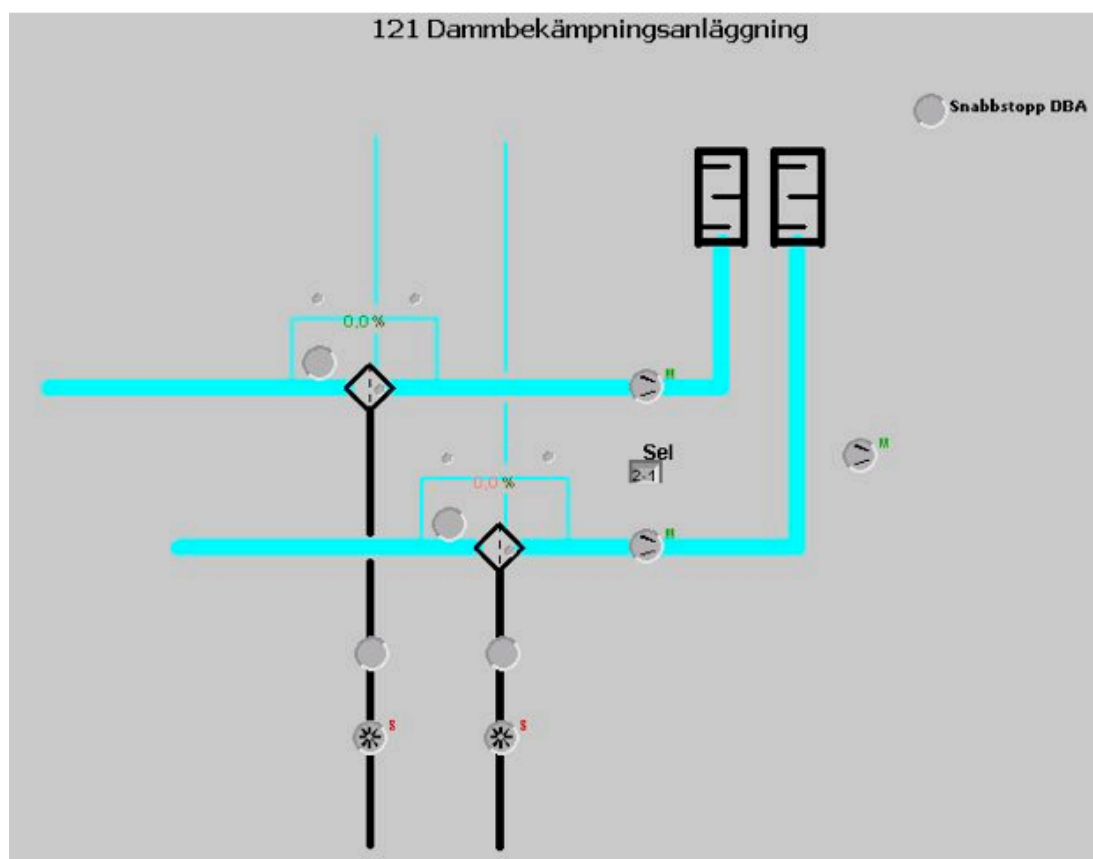 121 Dammbekämpningsanläggning
Snabbstopp DBA
0,0 %
M
M
Sel
2-1
0,0 %
M
S
S